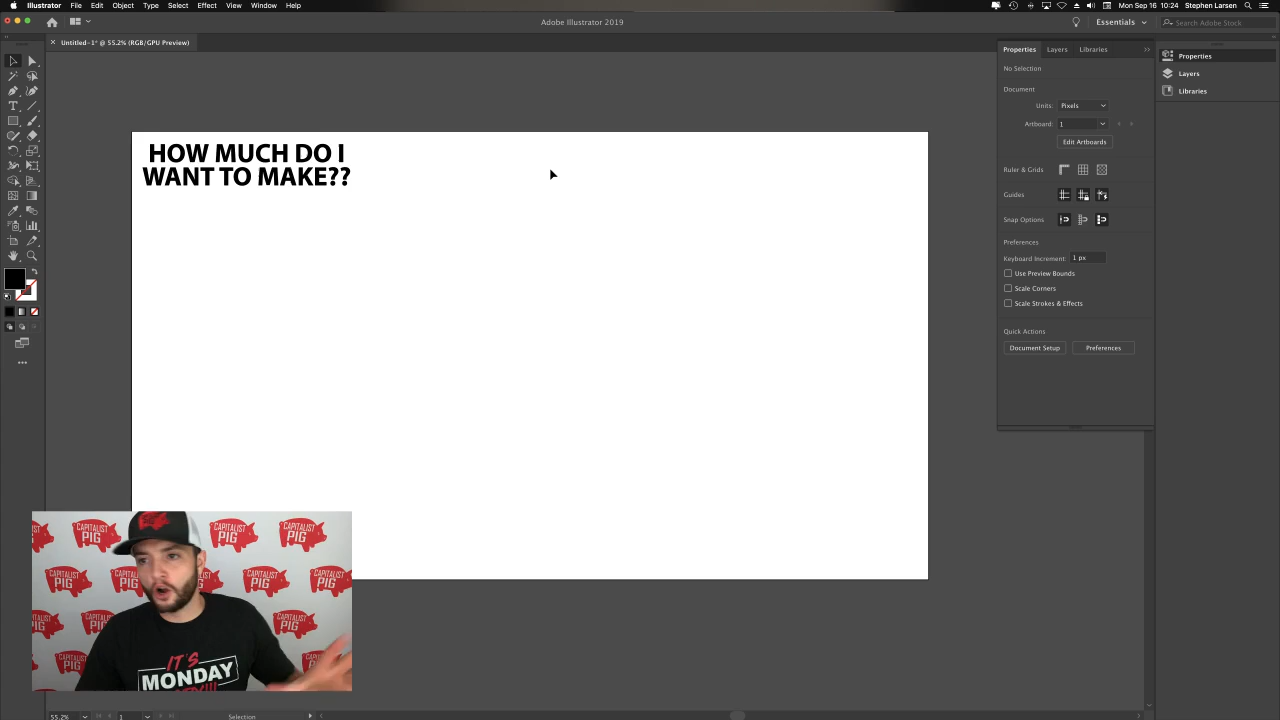 Illustrator File Edit Object Type Select Effect View Window Help
Mon Sep 16 10:24 Stephen Larsen
Adobe Illustrator 2019
Essentials
Search Adobe Stock
× Untitled-1* @ 55.2% (RGB/GPU Preview)
Properties Layers Libraries
No Selection
Document
Units: Pixels
Artboard: 1
Edit Artboards
Ruler & Grids
Guides
Snap Options
Preferences
Keyboard Increment: 1 px
Use Preview Bounds
Scale Corners
Scale Strokes & Effects
Quick Actions
Document Setup Preferences
Properties
Layers
Libraries
HOW MUCH DO I
WANT TO MAKE??
CAPITALIST
PIG
IT'S
MONDAY
55.2% 1 Selection